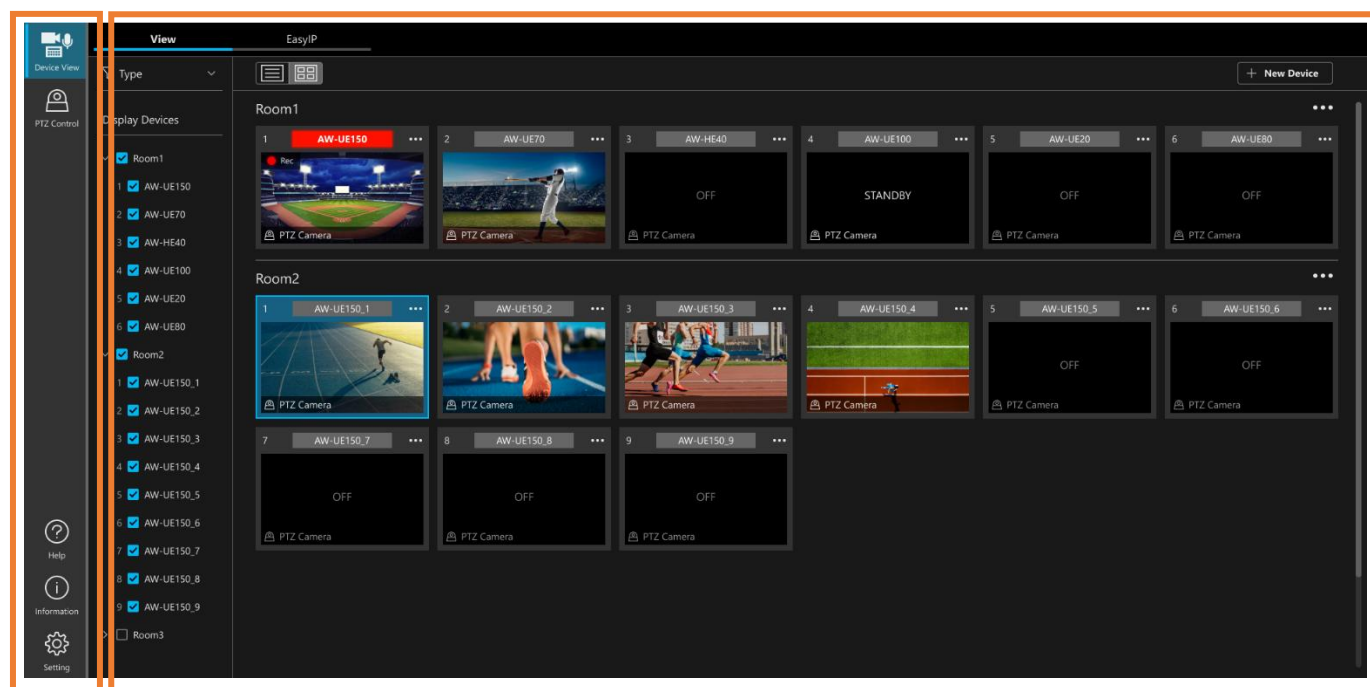 View EasyIP
Device View
PTZ Control
Help
Information
Setting
Type
Display Devices
Room1
1 AW-UE150
2 AW-UE70
3 AW-HE40
4 AW-UE100
5 AW-UE20
6 AW-UE80
Room2
1 AW-UE150_1
2 AW-UE150_2
3 AW-UE150_3
4 AW-UE150_4
5 AW-UE150_5
6 AW-UE150_6
7 AW-UE150_7
8 AW-UE150_8
9 AW-UE150_9
Room3
+ New Device
Room1
1 AW-UE150 ••• 2 AW-UE70 ••• 3 AW-HE40 ••• 4 AW-UE100 ••• 5 AW-UE20 ••• 6 AW-UE80 •••
Rec
OFF STANDBY OFF OFF
PTZ Camera PTZ Camera PTZ Camera PTZ Camera PTZ Camera PTZ Camera
Room2
1 AW-UE150_1 ••• 2 AW-UE150_2 ••• 3 AW-UE150_3 ••• 4 AW-UE150_4 ••• 5 AW-UE150_5 ••• 6 AW-UE150_6 •••
OFF OFF
PTZ Camera PTZ Camera PTZ Camera PTZ Camera PTZ Camera PTZ Camera
7 AW-UE150_7 ••• 8 AW-UE150_8 ••• 9 AW-UE150_9 •••
OFF OFF OFF
PTZ Camera PTZ Camera PTZ Camera